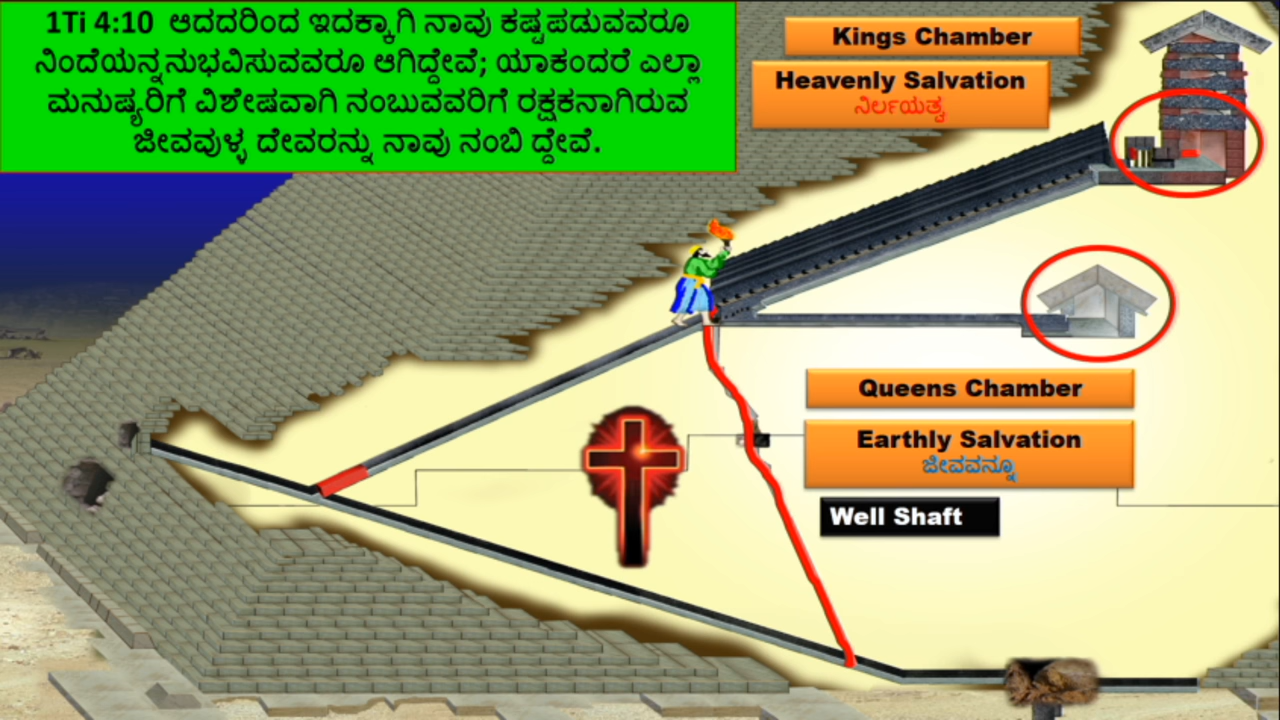 1Ti 4:10 ಆದದರಿಂದ ಇದಕ್ಕಾಗಿ ನಾವು ಕಷ್ಟಪಡುವವರೂ
ನಿಂದೆಯನ್ನನುಭವಿಸುವವರೂ ಆಗಿದ್ದೇವೆ; ಯಾಕಂದರೆ ಎಲ್ಲಾ
ಮನುಷ್ಯರಿಗೆ ವಿಶೇಷವಾಗಿ ನಂಬುವವರಿಗೆ ರಕ್ಷಕನಾಗಿರುವ
ಜೀವವುಳ್ಳ ದೇವರನ್ನು ನಾವು ನಂಬಿ ದ್ದೇವೆ.
Kings Chamber
Heavenly Salvation
ನಿರ್ಲಯತ್ವ
Queens Chamber
Earthly Salvation
ಜೀವವನ್ನೂ
Well Shaft